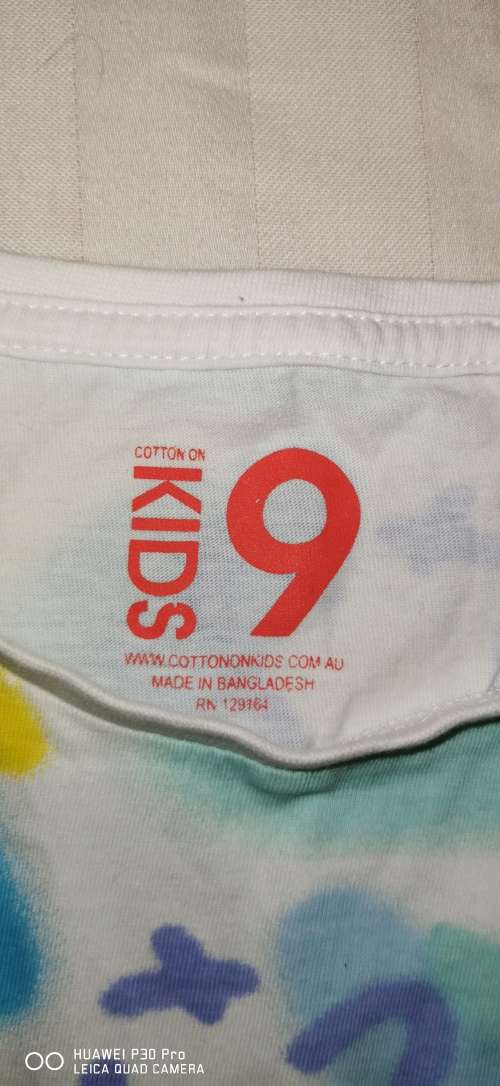 COTTON ON
KIDS
9
WWW.COTTONONKIDS.COM.AU
MADE IN BANGLADESH
RN 129164
HUAWEI P30 Pro
LEICA QUAD CAMERA